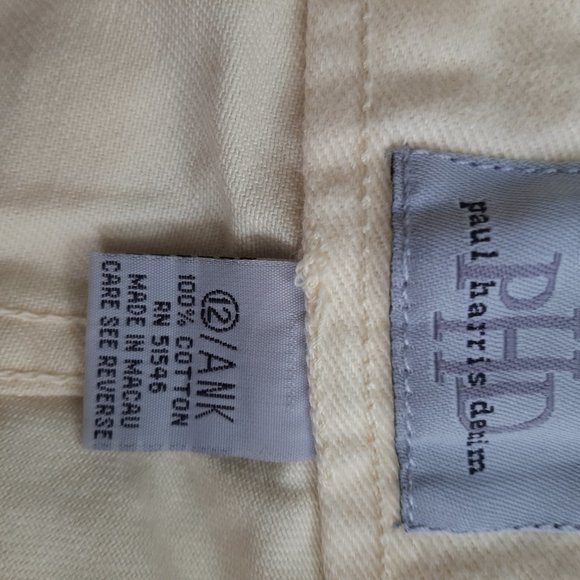 ⑫/ANK
100% COTTON
RN 51546
MADE IN MACAU
CARE SEE REVERSE
PHD
paul harris denim